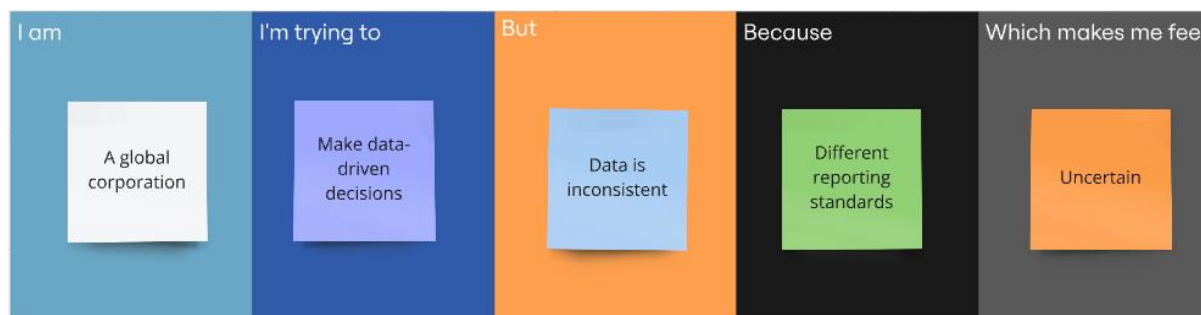 I am
I'm trying to
But
Because
Which makes me fee
A global
corporation
Make data-
driven
decisions
Data is
inconsistent
Different
reporting
standards
Uncertain